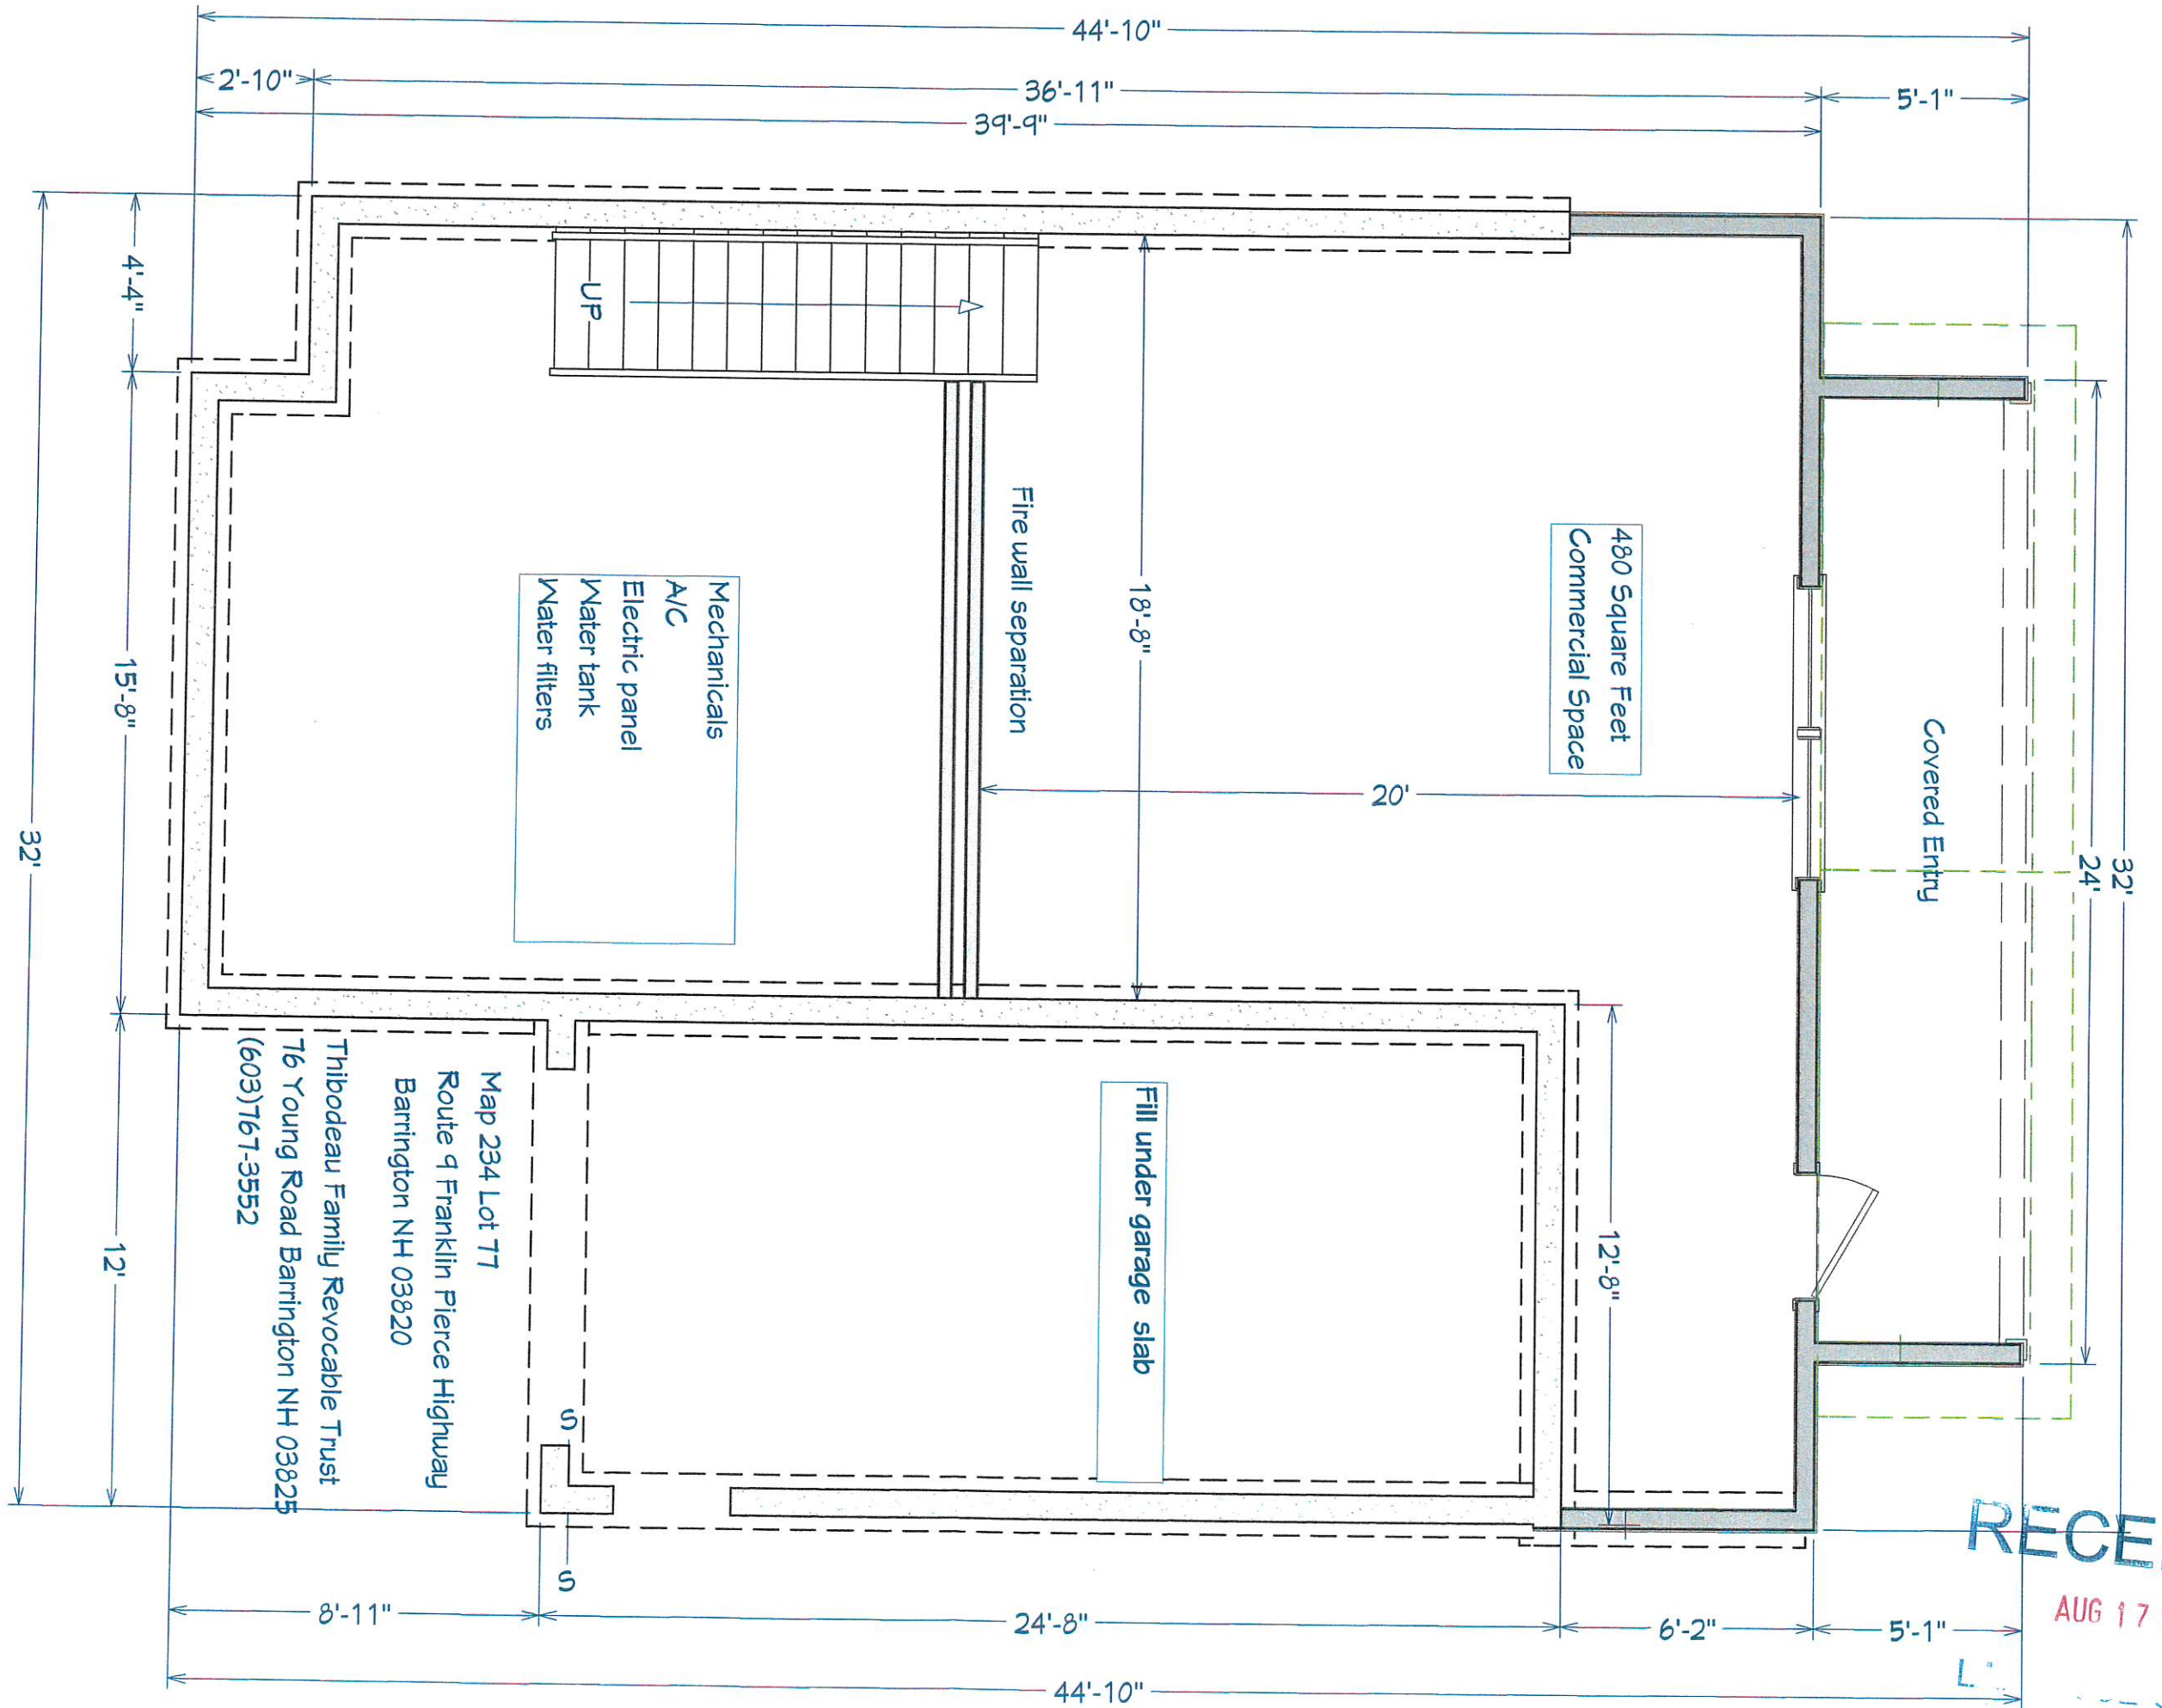 44'-10"
2'-10"
36'-11"
5'-1"
39'-9"
4'-4"
15'-8"
12'
32'
32'
24'
UP
Fire wall separation
18'-8"
20'
480 Square Feet
Commercial Space
Covered Entry
Mechanicals
A/C
Electric panel
Water tank
Water filters
Fill under garage slab
12'-8"
Map 234 Lot 77
Route 9 Franklin Pierce Highway
Barrington NH 03820
Thibodeau Family Revocable Trust
76 Young Road Barrington NH 03825
(603)767-3552
S
S
8'-11"
24'-8"
6'-2"
5'-1"
44'-10"
RECE
AUG 17
L